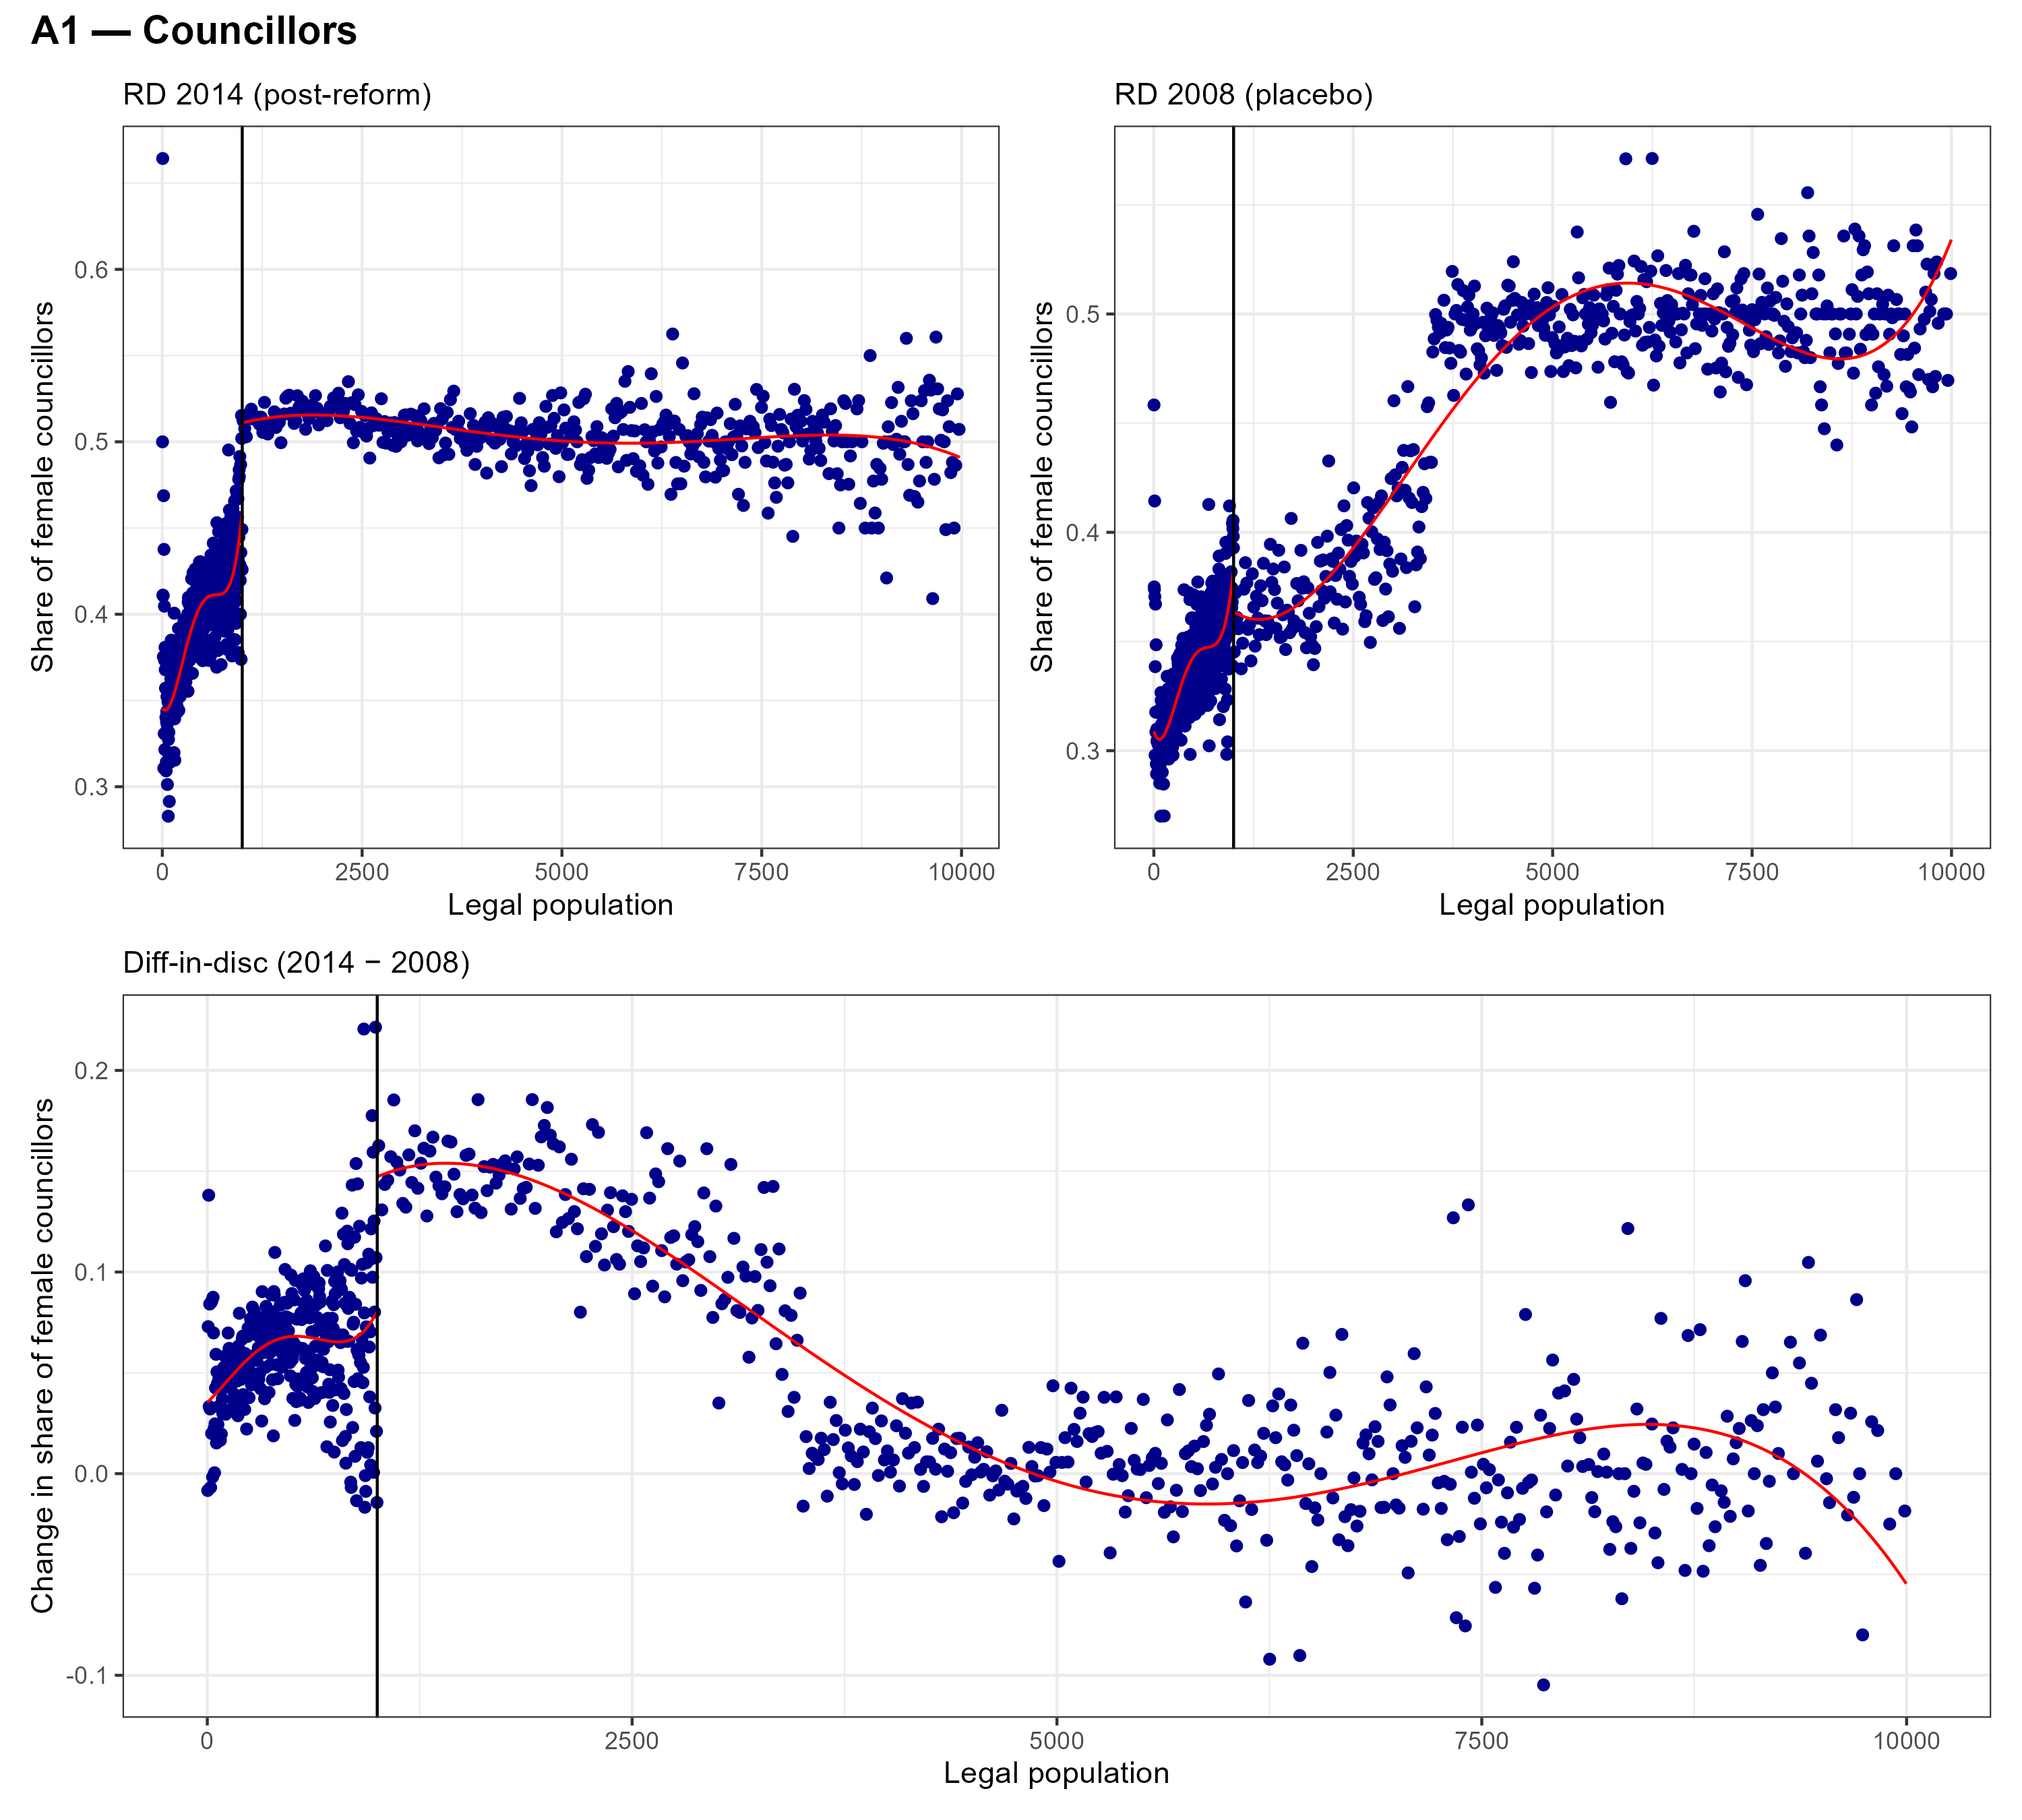 A1 — Councillors
RD 2014 (post-reform)
Share of female councillors
0.6
0.5
0.4
0.3
0
2500
5000
7500
10000
Legal population
RD 2008 (placebo)
Share of female councillors
0.5
0.4
0.3
0
2500
5000
7500
10000
Legal population
Diff-in-disc (2014 − 2008)
Change in share of female councillors
0.2
0.1
0.0
-0.1
0
2500
5000
7500
10000
Legal population